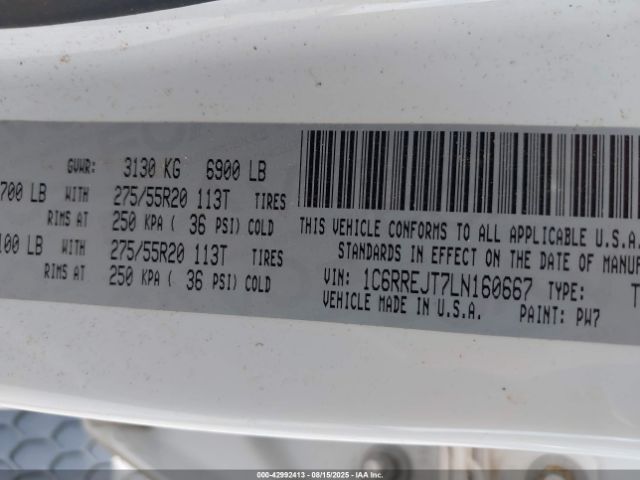 GVWR: 3130 KG 6900 LB
700 LB WITH 275/55R20 113T TIRES
RIMS AT 250 KPA ( 36 PSI) COLD
100 LB WITH 275/55R20 113T TIRES
RIMS AT 250 KPA ( 36 PSI) COLD
THIS VEHICLE CONFORMS TO ALL APPLICABLE U.S.A.
STANDARDS IN EFFECT ON THE DATE OF MANUF
VIN: 1C6RREJT7LN160667 TYPE: T
VEHICLE MADE IN U.S.A. PAINT: PW7
000-42992413 - 08/15/2025 - IAA Inc.